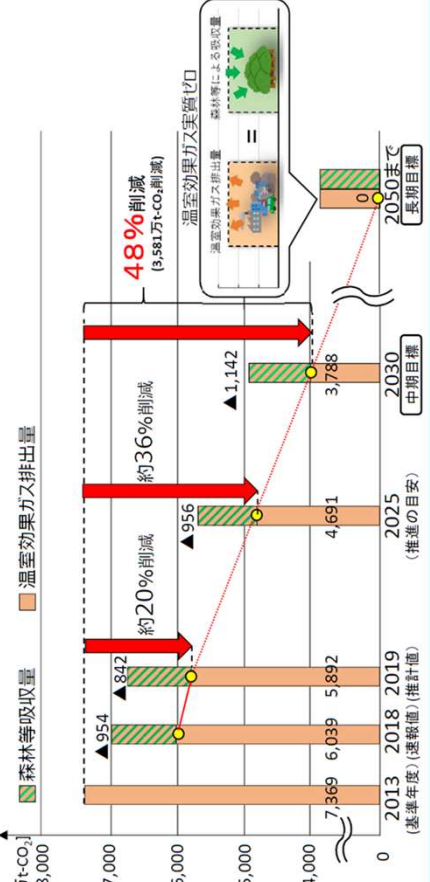 森林等吸収量
温室効果ガス排出量
t-CO₂]
,000
7,000
,000
,000
4,000
0
▲954
▲842
▲956
▲1,142
約20%削減
約36%削減
48%削減
(3,581万t-CO₂削減)
温室効果ガス実質ゼロ
温室効果ガス排出量
森林等による吸収量
=
7,369
6,039
5,892
4,691
3,788
0
2013
2018
2019
2025
2030
2050まで
(基準年度)
(速報値)
(推計値)
(推進の目安)
中期目標
長期目標